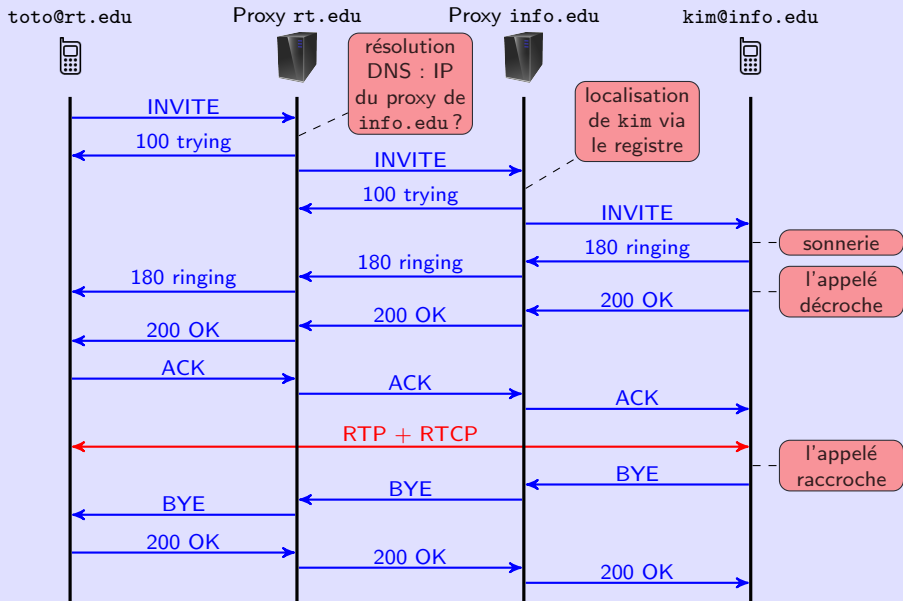 toto@rt.edu
Proxy rt.edu
Proxy info.edu
kim@info.edu
résolution
DNS : IP
du proxy de
info.edu ?
localisation
de kim via
le registre
INVITE
100 trying
INVITE
100 trying
INVITE
sonnerie
180 ringing
180 ringing
180 ringing
l'appelé
décroche
200 OK
200 OK
200 OK
ACK
ACK
ACK
RTP + RTCP
l'appelé
raccroche
BYE
BYE
BYE
200 OK
200 OK
200 OK